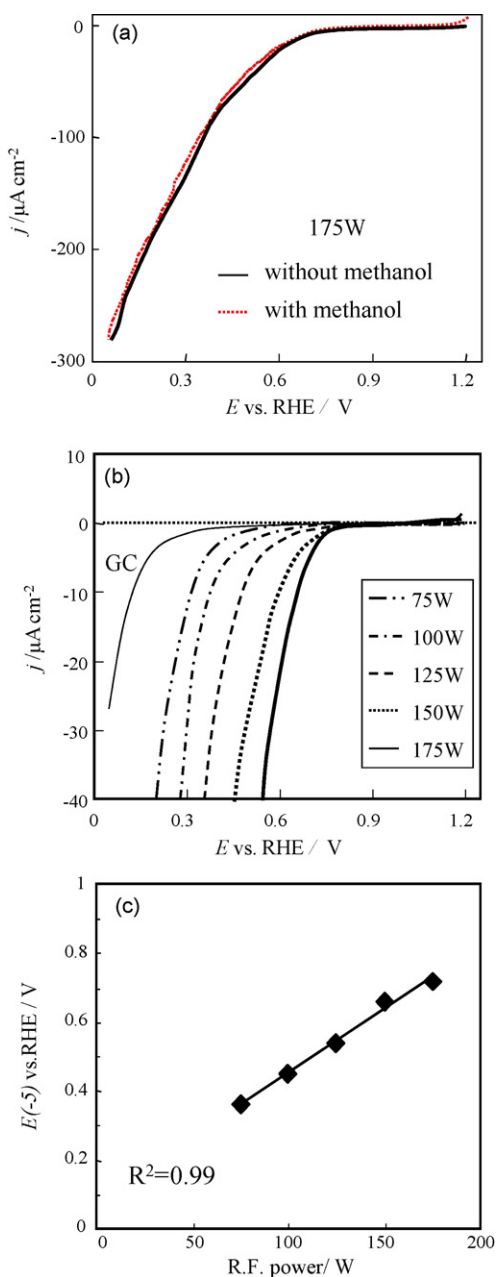 (a)
0
-100
-200
-300
j /μA cm-2
175W
without methanol
with methanol
0 0.3 0.6 0.9 1.2
E vs. RHE / V
(b)
10
0
-10
-20
-30
-40
j /μA cm-2
GC
75W
100W
125W
150W
175W
0 0.3 0.6 0.9 1.2
E vs. RHE / V
(c)
1
0.8
0.6
0.4
0.2
0
E(-5) vs.RHE / V
R2=0.99
0 50 100 150 200
R.F. power/ W